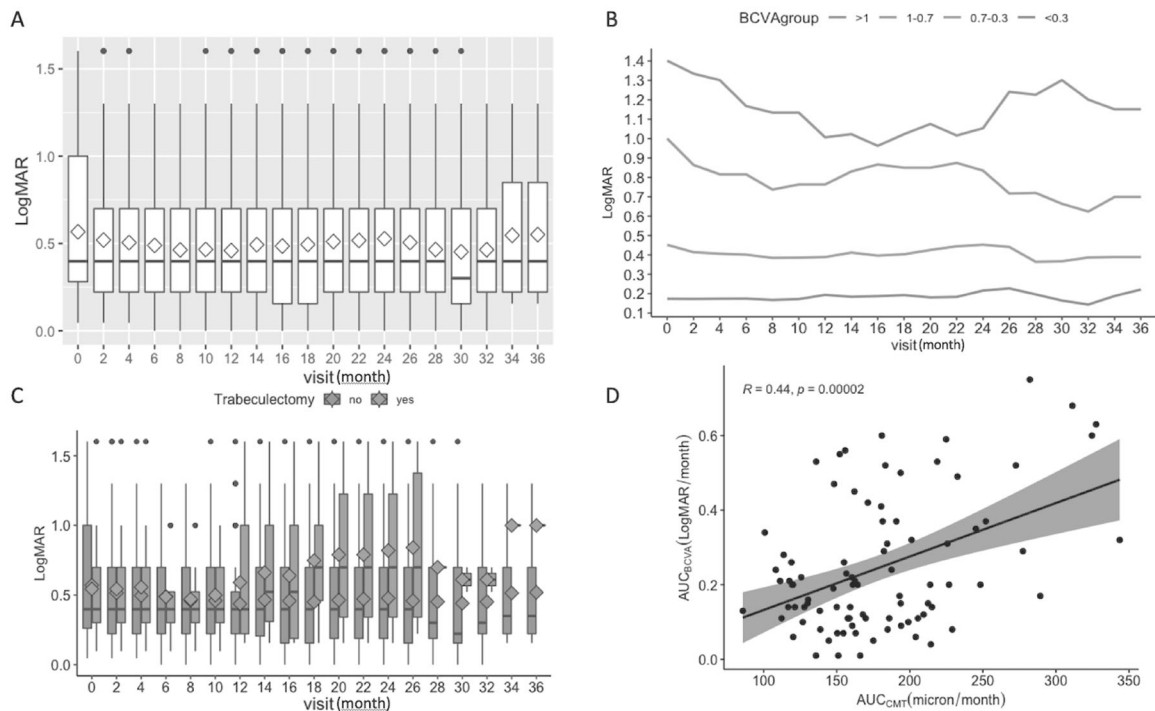 A
LogMAR
1.5
1.0
0.5
0.0
0 2 4 6 8 10 12 14 16 18 20 22 24 26 28 30 32 34 36
visit(month)
B
BCVAgroup >1 1-0.7 0.7-0.3 <0.3
LogMAR
1.4
1.3
1.2
1.1
1.0
0.9
0.8
0.7
0.6
0.5
0.4
0.3
0.2
0.1
0 2 4 6 8 10 12 14 16 18 20 22 24 26 28 30 32 34 36
visit(month)
C
Trabeculectomy no yes
LogMAR
1.5
1.0
0.5
0.0
0 2 4 6 8 10 12 14 16 18 20 22 24 26 28 30 32 34 36
visit(month)
D
R = 0.44, p = 0.00002
AUCBCVA(LogMAR/month)
0.6
0.4
0.2
0.0
100 150 200 250 300 350
AUCCMT(micron/month)